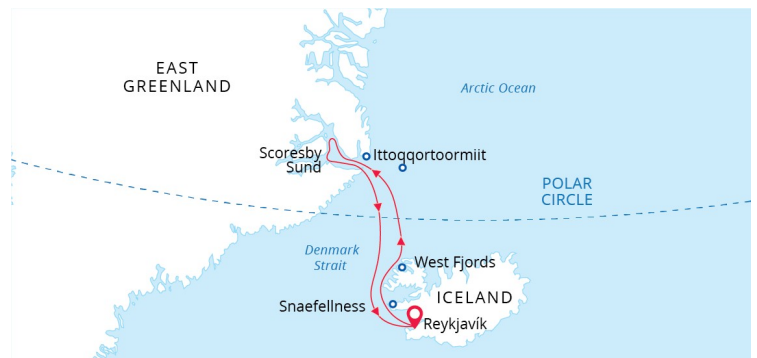 EAST
GREENLAND
Arctic Ocean
Scoresby
Sund
Ittoqqortoormiit
POLAR
CIRCLE
Denmark
Strait
West Fjords
Snaefellness
ICELAND
Reykjavík